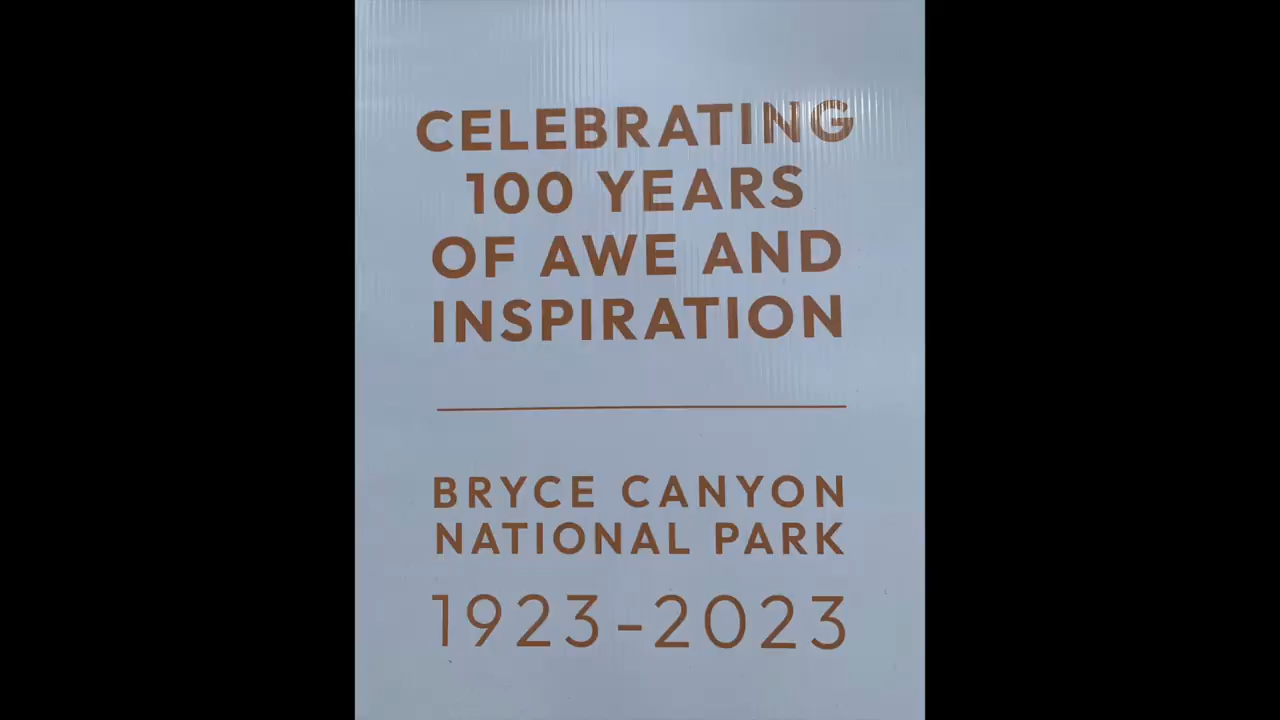 CELEBRATING
100 YEARS
OF AWE AND
INSPIRATION
BRYCE CANYON
NATIONAL PARK
1923-2023